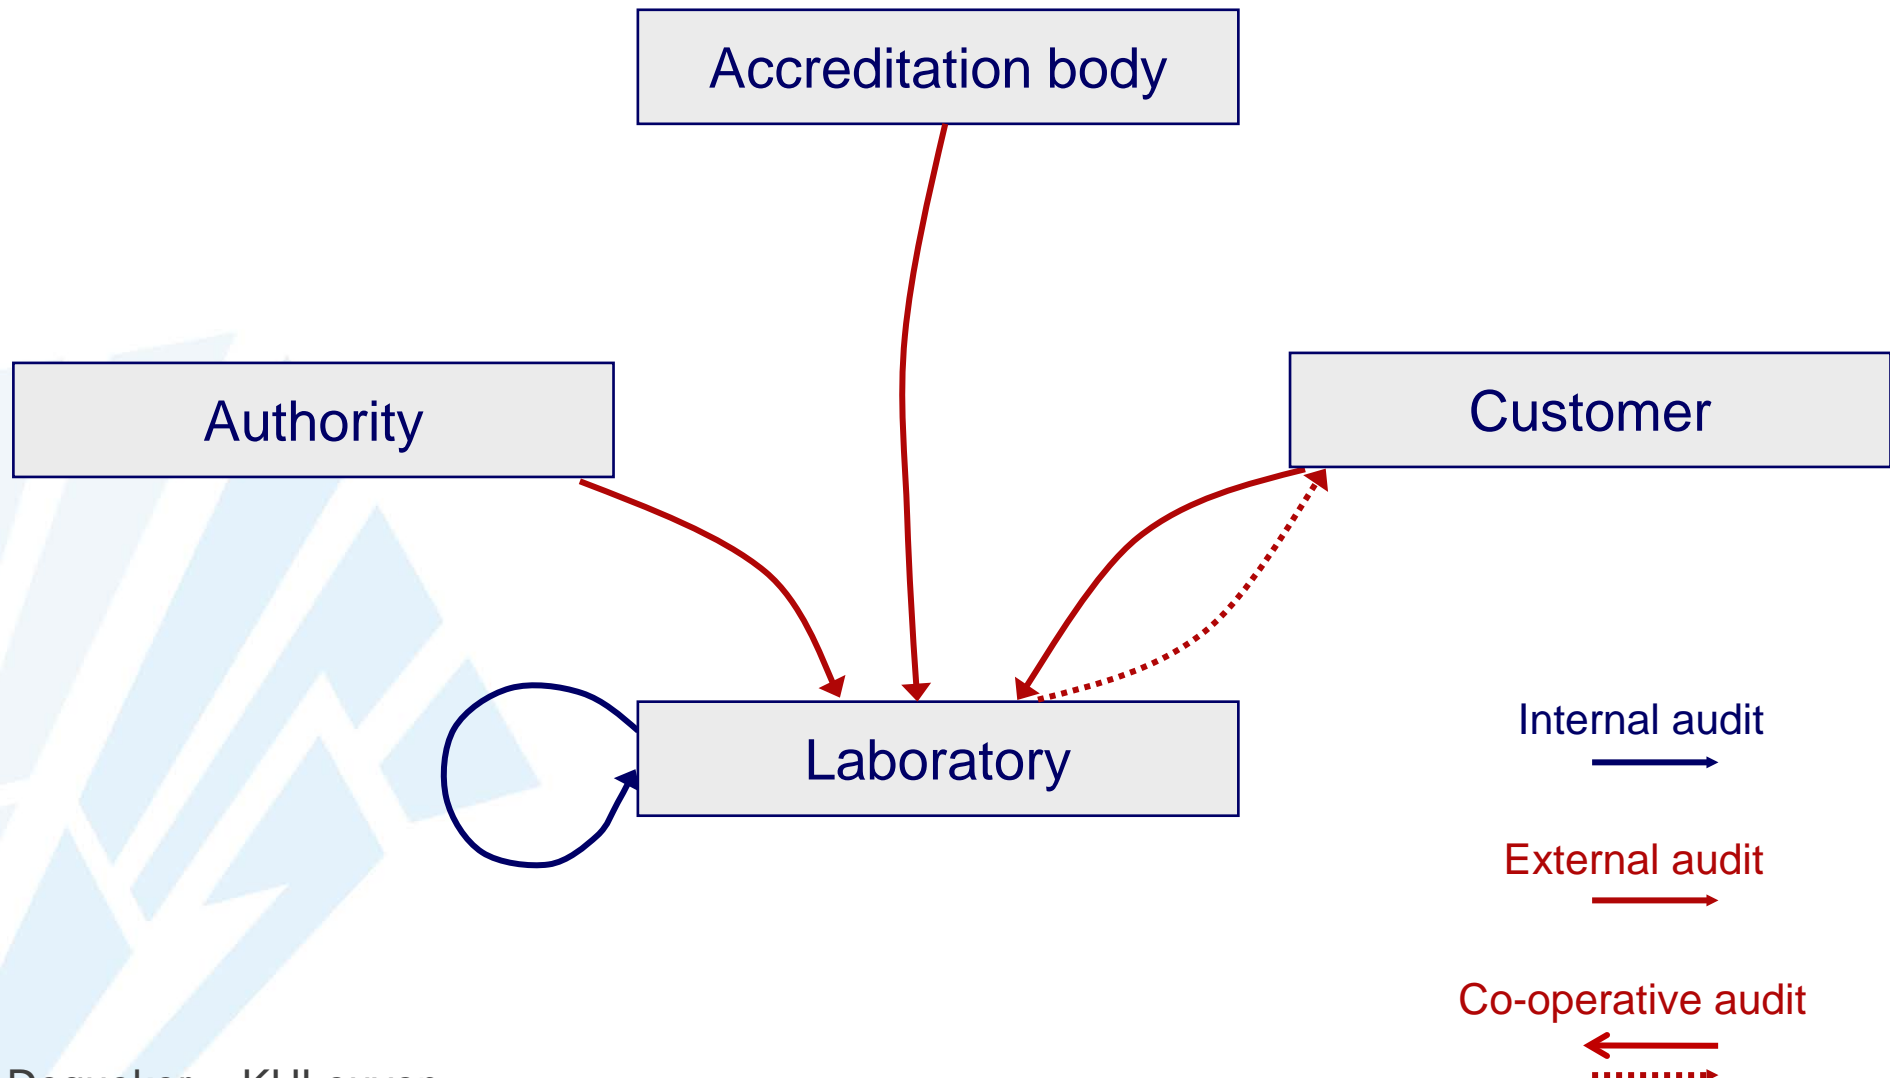 Accreditation body
Authority
Customer
Laboratory
Internal audit
External audit
Co-operative audit